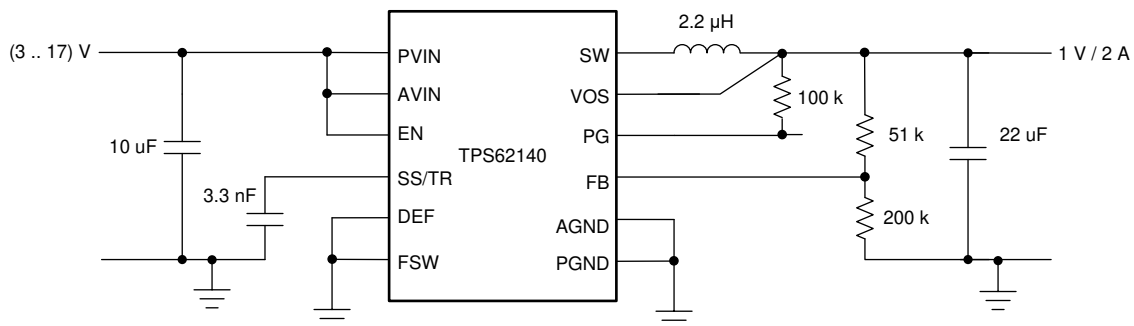 2.2 µH
(3 .. 17) V
PVIN
SW
1 V / 2 A
AVIN
VOS
100 k
10 uF
EN
PG
51 k
22 uF
TPS62140
3.3 nF
SS/TR
FB
DEF
AGND
200 k
FSW
PGND